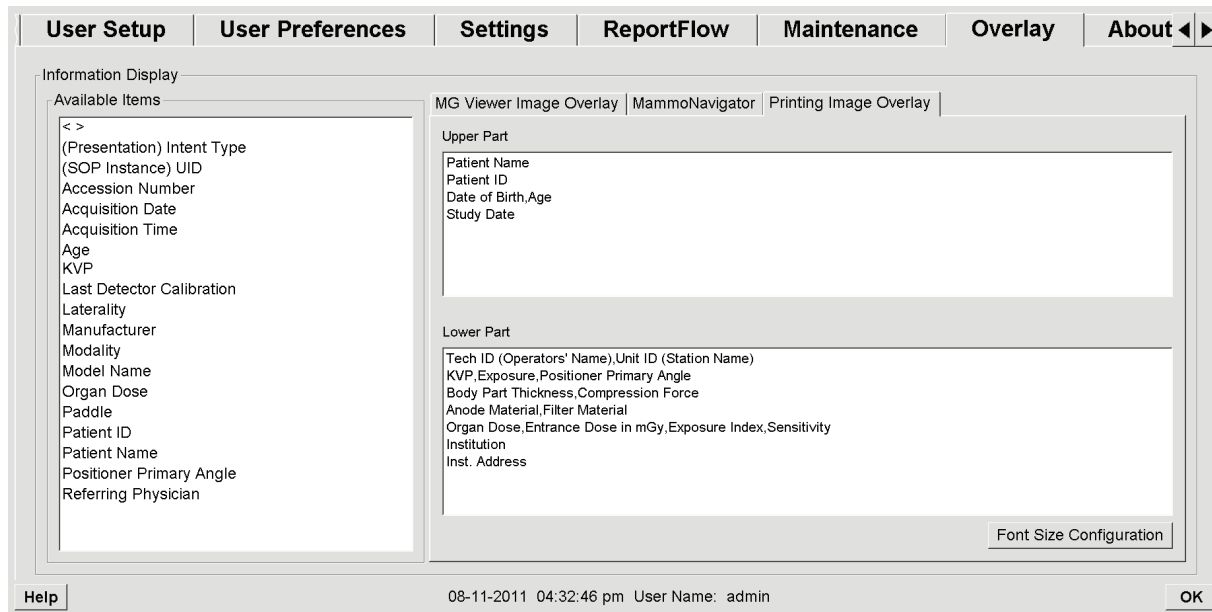 User Setup User Preferences Settings ReportFlow Maintenance Overlay About
Information Display
Available Items
< >
(Presentation) Intent Type
(SOP Instance) UID
Accession Number
Acquisition Date
Acquisition Time
Age
KVP
Last Detector Calibration
Laterality
Manufacturer
Modality
Model Name
Organ Dose
Paddle
Patient ID
Patient Name
Positioner Primary Angle
Referring Physician
MG Viewer Image Overlay MammoNavigator Printing Image Overlay
Upper Part
Patient Name
Patient ID
Date of Birth,Age
Study Date
Lower Part
Tech ID (Operators' Name),Unit ID (Station Name)
KVP,Exposure,Positioner Primary Angle
Body Part Thickness,Compression Force
Anode Material,Filter Material
Organ Dose,Entrance Dose in mGy,Exposure Index,Sensitivity
Institution
Inst. Address
Font Size Configuration
Help 08-11-2011 04:32:46 pm User Name: admin OK